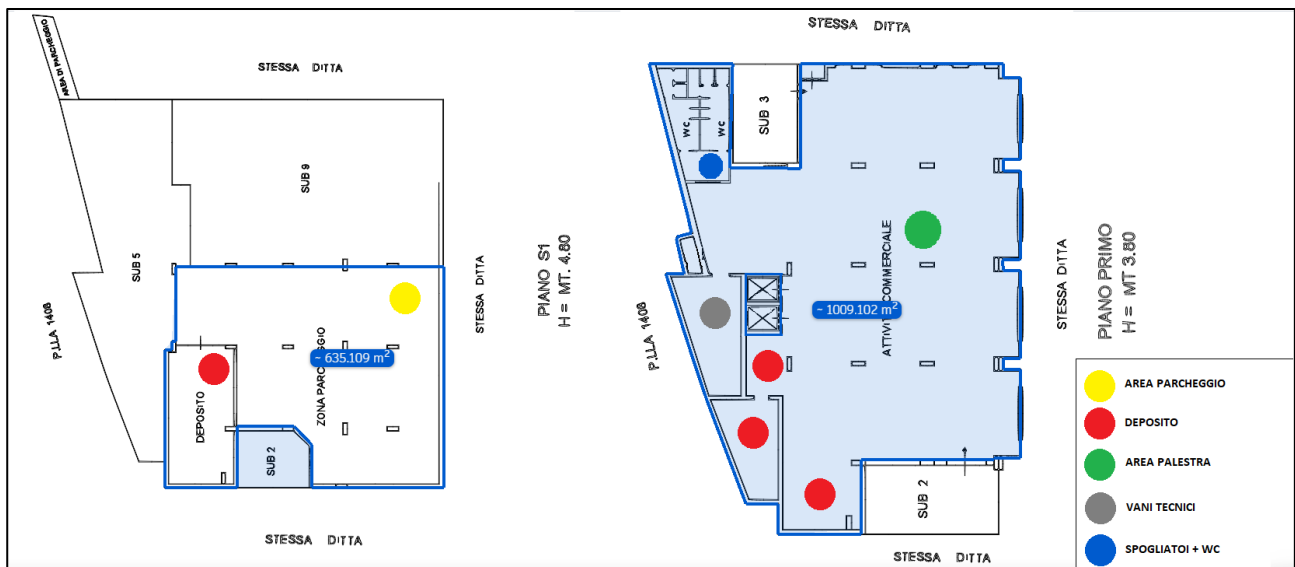 AREA DI PARCHEGGIO
STESSA DITTA
SUB 9
SUB 5
P.LLA 1408
STESSA DITTA
PIANO S1
H = MT. 4.80
DEPOSITO
ZONA PARCHEGGIO
~ 635.109 m²
SUB 2
STESSA DITTA
STESSA DITTA
WC
WC
SUB 3
ATTIVITÀ COMMERCIALE
~ 1009.102 m²
P.LLA 1408
STESSA DITTA
PIANO PRIMO
H = MT 3.80
SUB 2
STESSA DITTA
AREA PARCHEGGIO
DEPOSITO
AREA PALESTRA
VANI TECNICI
SPOGLIATOI + WC